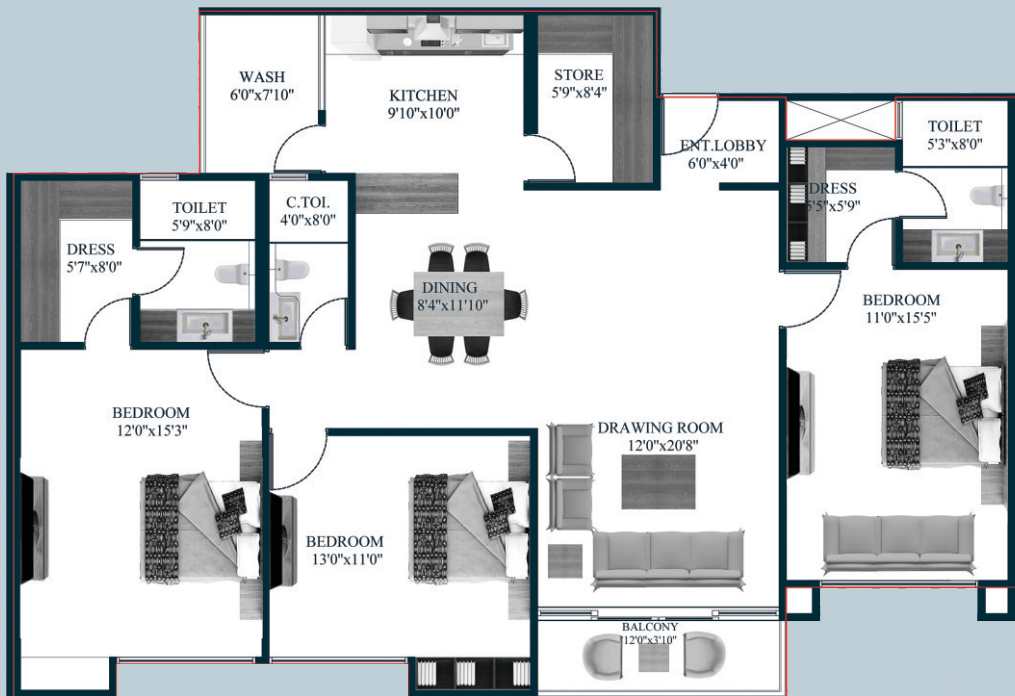 WASH
6'0"x7'10"
KITCHEN
9'10"x10'0"
STORE
5'9"x8'4"
ENT.LOBBY
6'0"x4'0"
TOILET
5'3"x8'0"
DRESS
5'5"x5'9"
TOILET
5'9"x8'0"
C.TOI.
4'0"x8'0"
DRESS
5'7"x8'0"
DINING
8'4"x11'10"
BEDROOM
11'0"x15'5"
BEDROOM
12'0"x15'3"
DRAWING ROOM
12'0"x20'8"
BEDROOM
13'0"x11'0"
BALCONY
12'0"x3'10"